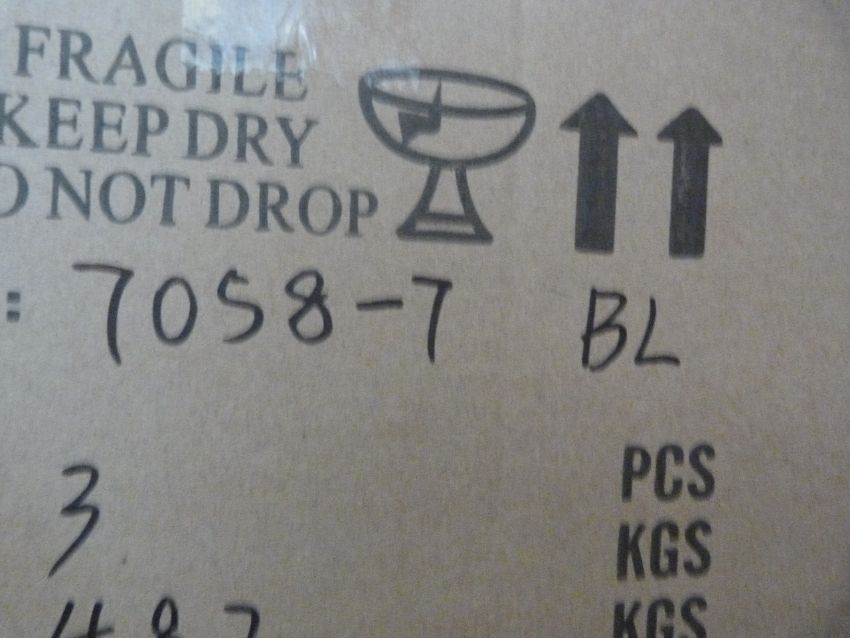 FRAGILE
KEEP DRY
O NOT DROP
: 7058-7 BL
3 PCS
KGS
KGS